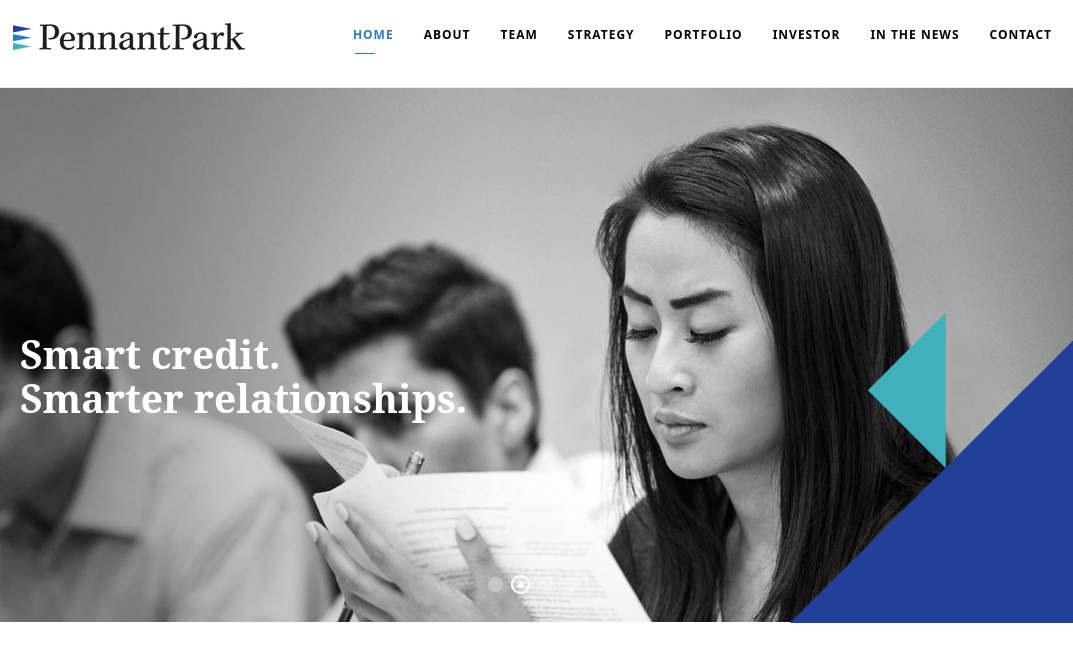 PennantPark
HOME ABOUT TEAM STRATEGY PORTFOLIO INVESTOR IN THE NEWS CONTACT
Smart credit.
Smarter relationships.